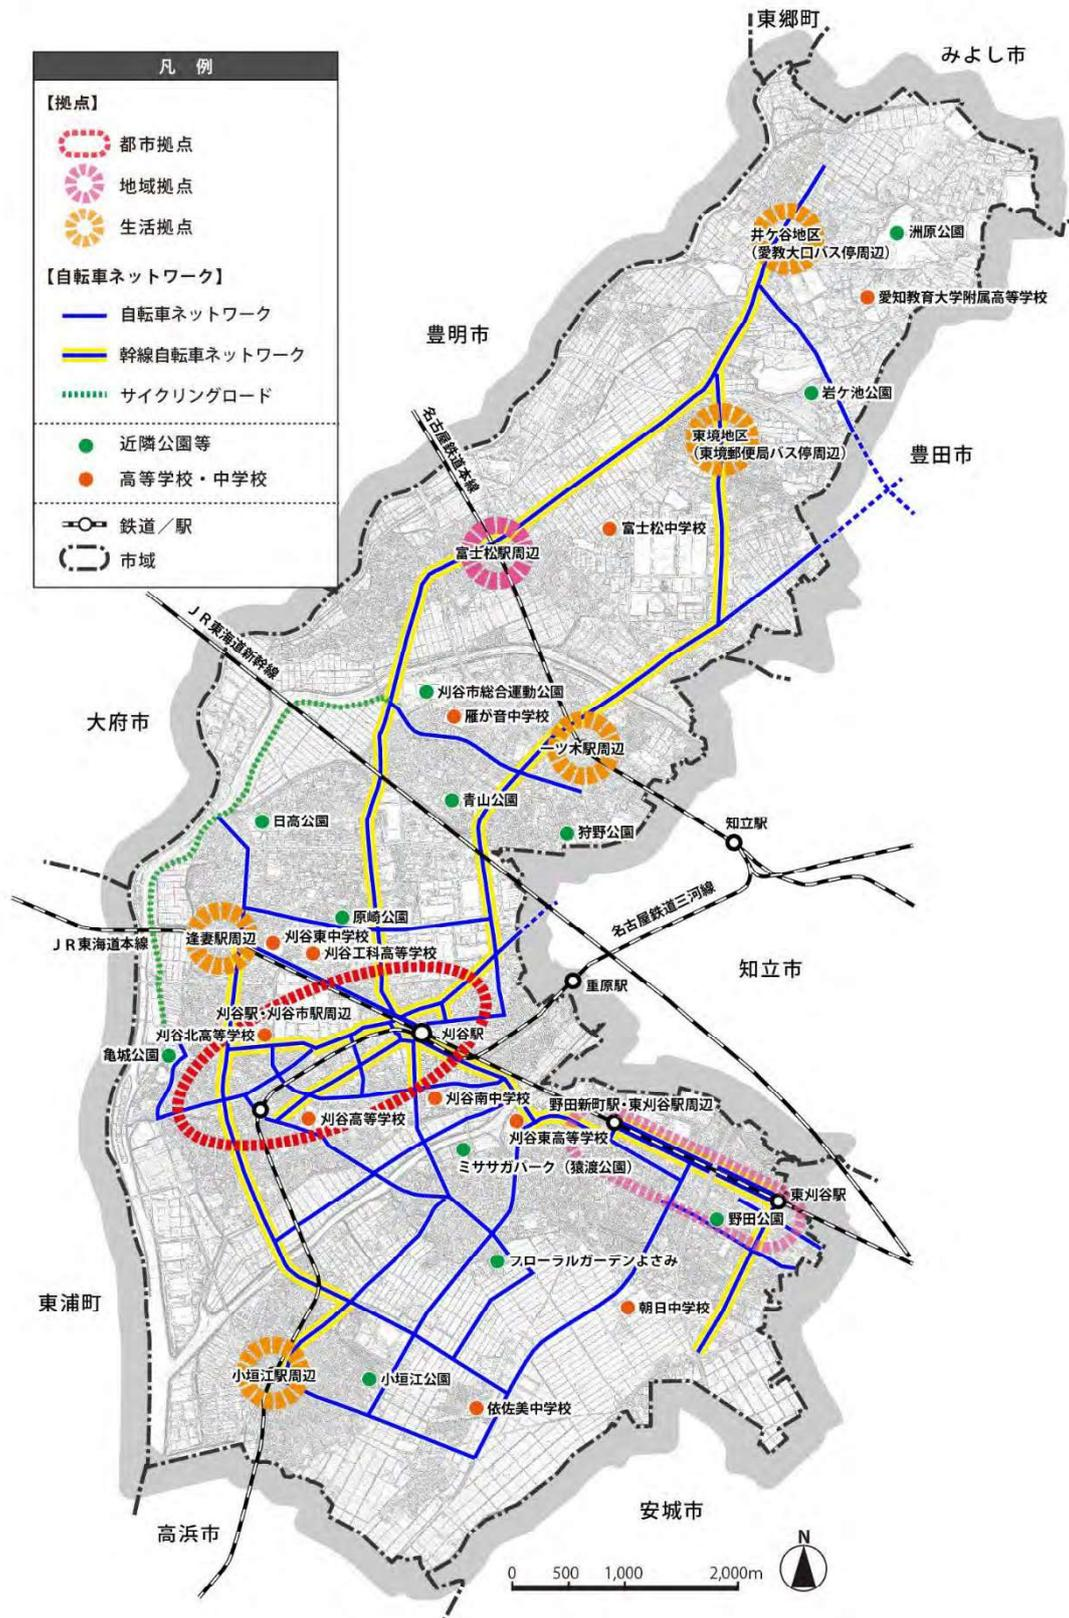 凡 例
【拠点】
都市拠点
地域拠点
生活拠点
【自転車ネットワーク】
自転車ネットワーク
幹線自転車ネットワーク
サイクリングロード
近隣公園等
高等学校・中学校
鉄道／駅
市域
東郷町
みよし市
井ケ谷地区
（愛教大口バス停周辺）
洲原公園
愛知教育大学附属高等学校
豊明市
岩ケ池公園
名古屋鉄道本線
東境地区
（東境郵便局バス停周辺）
豊田市
富士松中学校
富士松駅周辺
ＪＲ東海道新幹線
刈谷市総合運動公園
雁が音中学校
大府市
一ツ木駅周辺
青山公園
日高公園
狩野公園
知立駅
名古屋鉄道三河線
原崎公園
逢妻駅周辺
刈谷東中学校
ＪＲ東海道本線
刈谷工科高等学校
知立市
重原駅
刈谷駅・刈谷市駅周辺
刈谷北高等学校
刈谷駅
亀城公園
刈谷南中学校
野田新町駅・東刈谷駅周辺
刈谷高等学校
刈谷東高等学校
ミササガパーク（猿渡公園）
東刈谷駅
野田公園
フローラルガーデンよさみ
東浦町
朝日中学校
小垣江駅周辺
小垣江公園
依佐美中学校
安城市
高浜市
N
0 500 1,000 2,000m